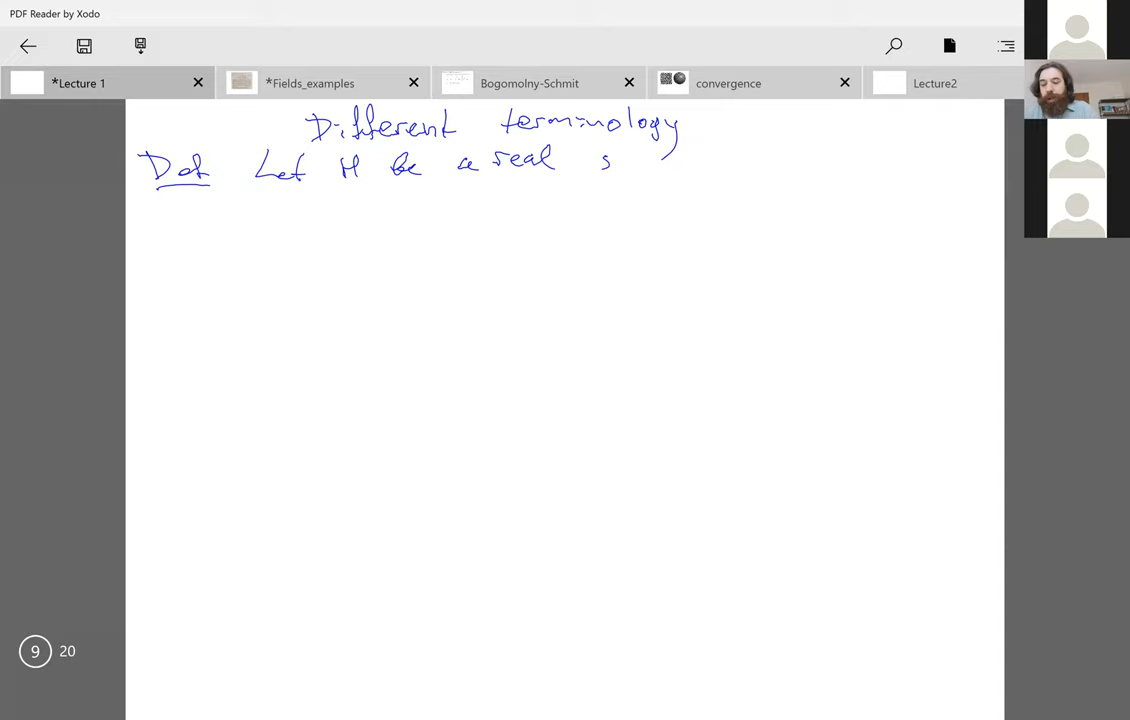 PDF Reader by Xodo
*Lecture 1
*Fields_examples
Bogomolny-Schmit
convergence
Lecture2
Different terminology
Def Let H be a real s
9 20